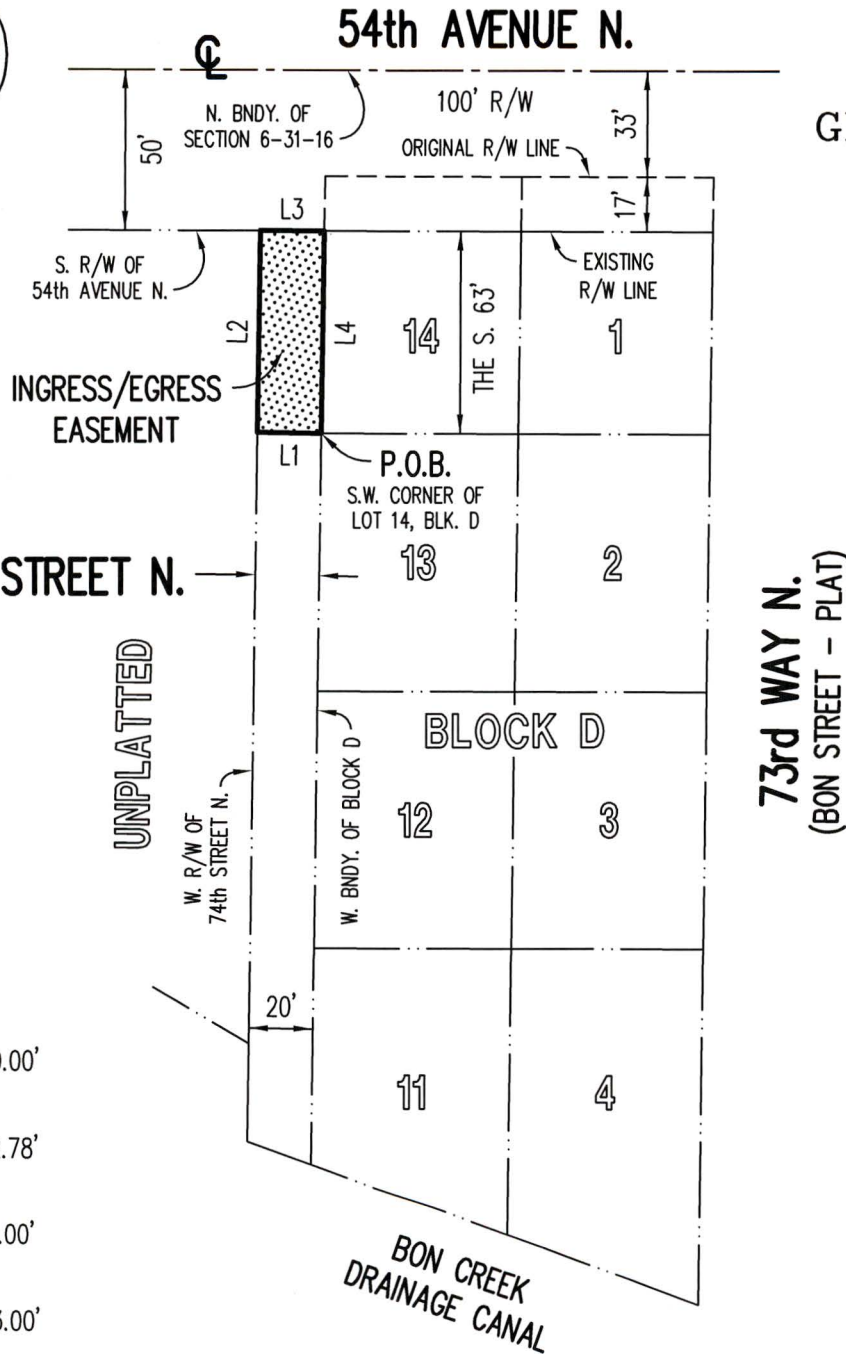 54th AVENUE N.
℄
N. BNDY. OF
SECTION 6-31-16
100' R/W
ORIGINAL R/W LINE
50'
33'
17'
G
L3
S. R/W OF
54th AVENUE N.
EXISTING
R/W LINE
L2
L4
14
THE S. 63'
1
INGRESS/EGRESS
EASEMENT
L1
P.O.B.
S.W. CORNER OF
LOT 14, BLK. D
STREET N.
13
2
UNPLATTED
BLOCK D
73rd WAY N.
(BON STREET - PLAT)
W. R/W OF
74th STREET N.
W. BNDY. OF BLOCK D
12
3
20'
11
4
.00'
.78'
.00'
.00'
BON CREEK
DRAINAGE CANAL